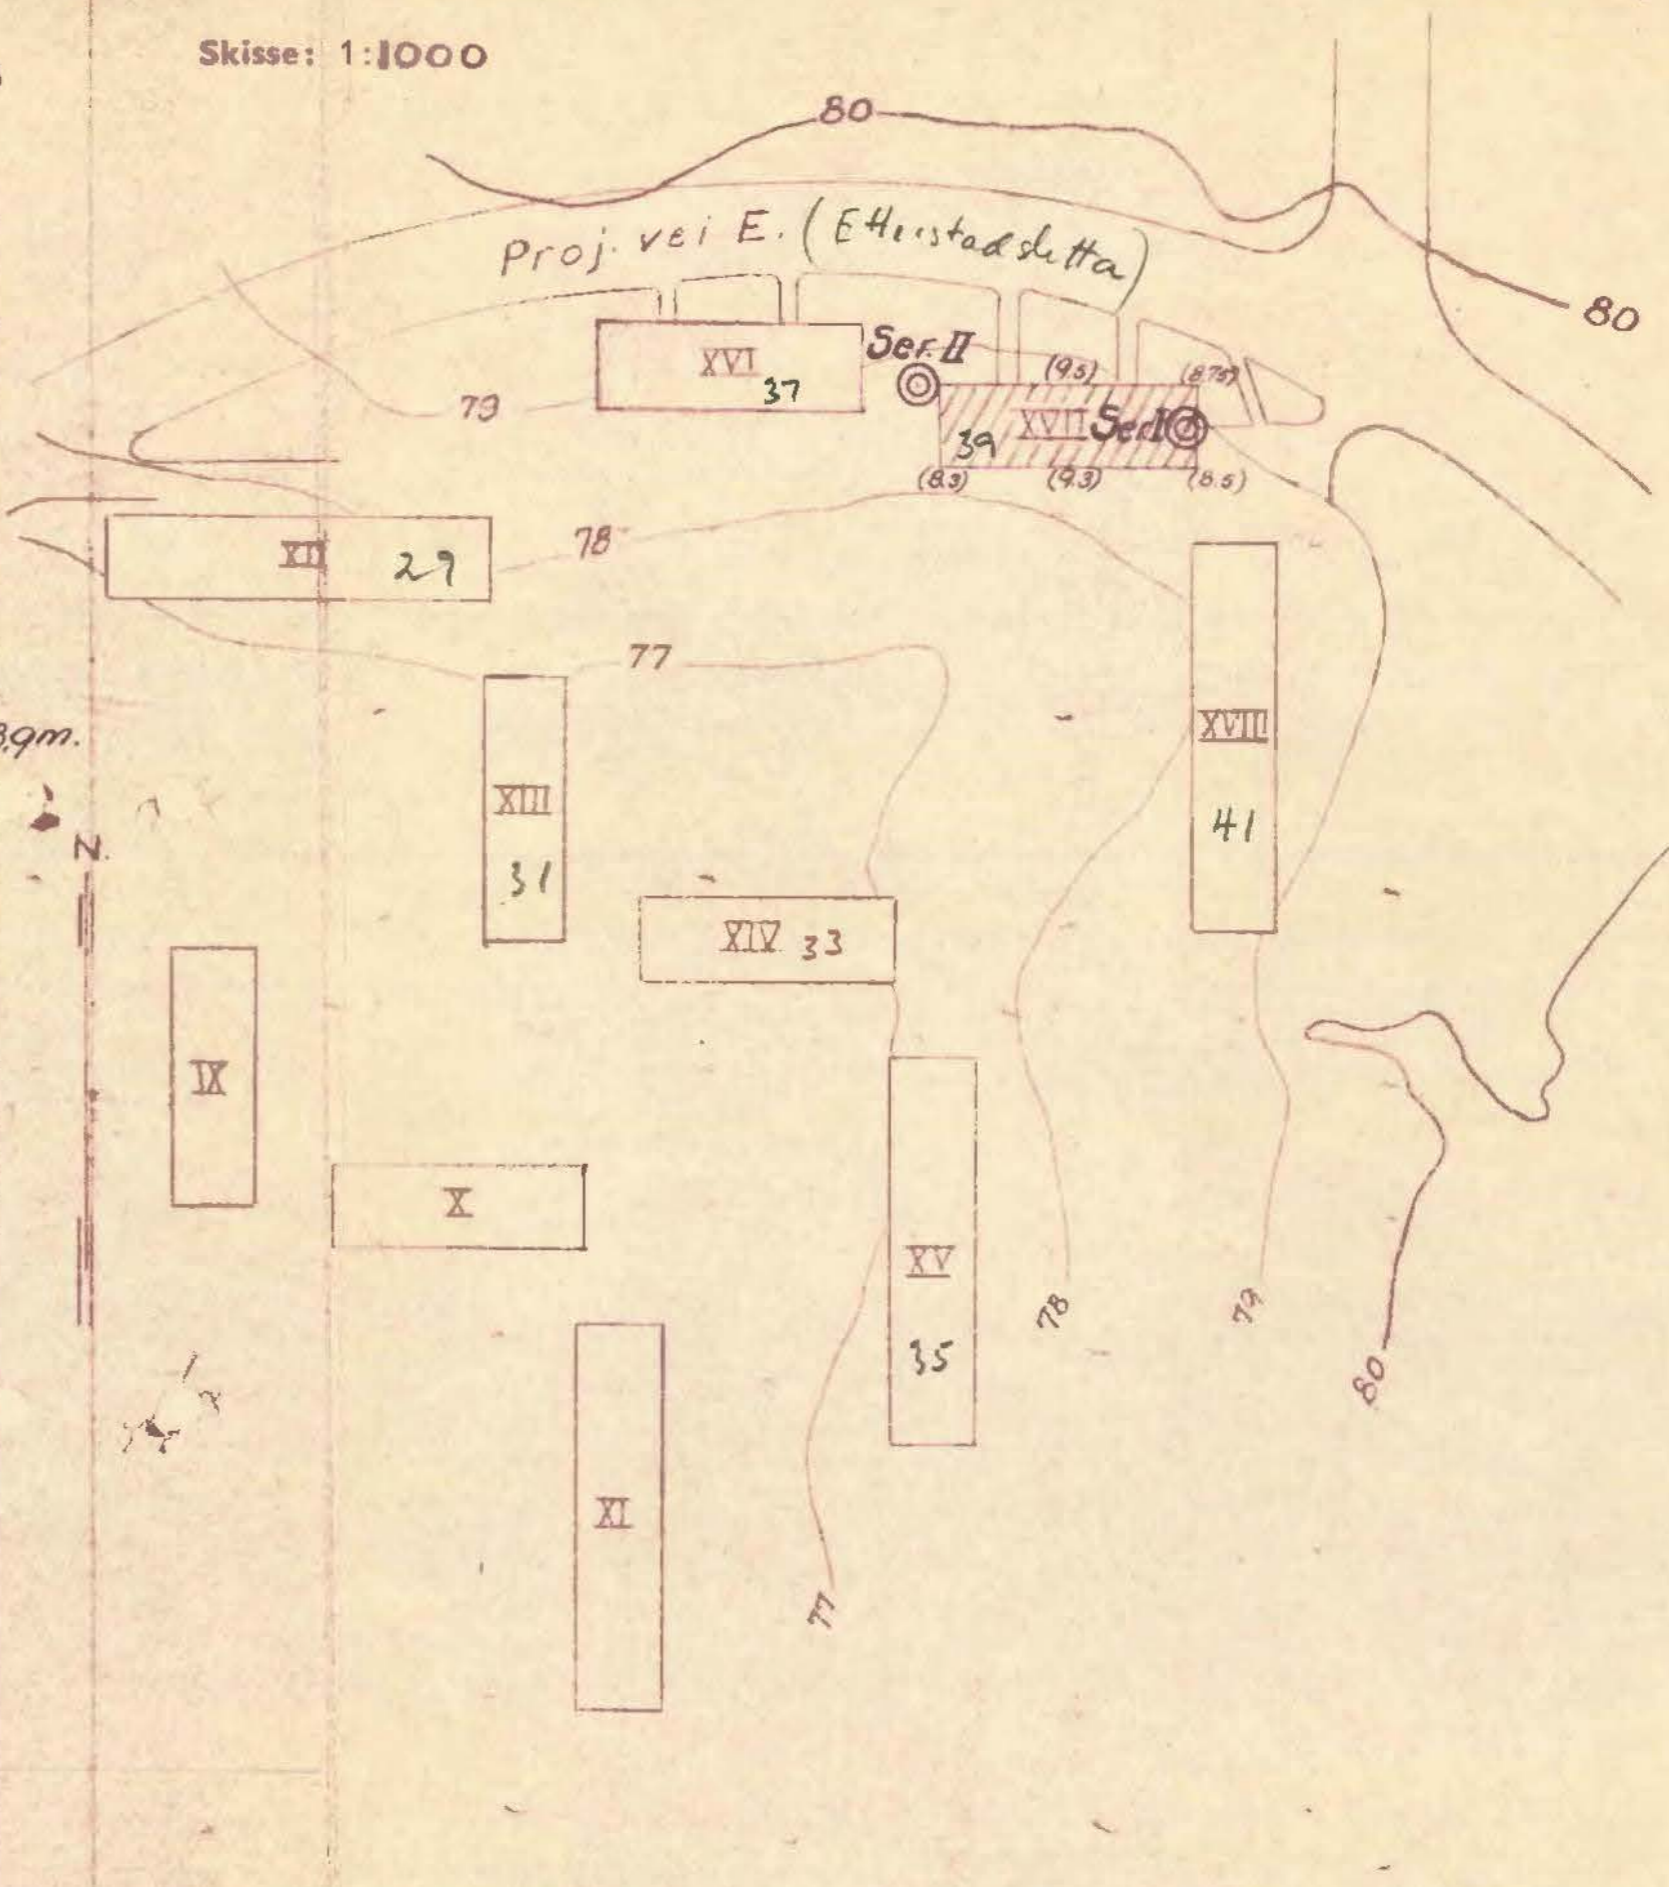 Skisse: 1:1000
80
Proj. vei E. (Etterstadsletta)
80
XVI 37
Ser. II
(9.5)
(8.75)
79
39 XVII Ser. I
(8.3)
(9.3)
(8.5)
XII 29
78
77
XVIII
41
XIII
31
N.
XIV 33
IX
X
XV
35
78
79
80
XI
77